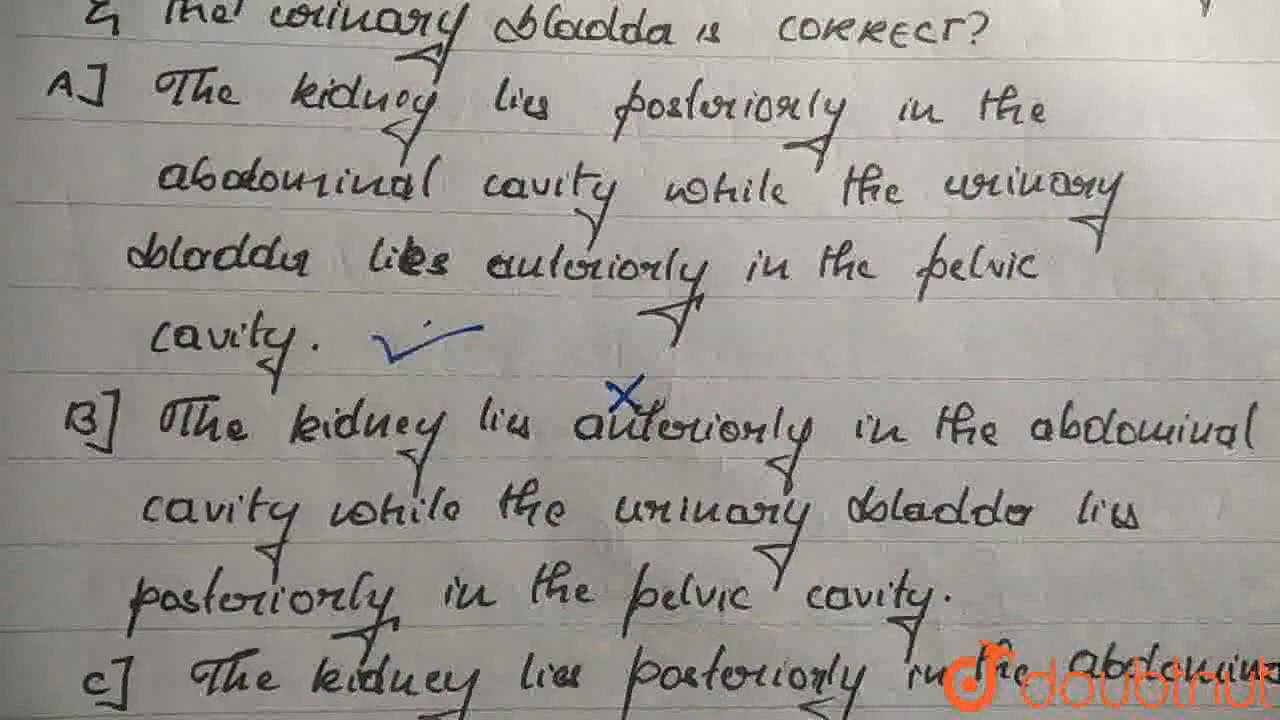 & the urinary bladder is CORRECT?
A] The kidney lies posteriorly in the
abdominal cavity while the urinary
bladder lies anteriorly in the pelvic
cavity.
B] The kidney lies anteriorly in the abdominal
cavity while the urinary bladder lies
posteriorly in the pelvic cavity.
C] The kidney lies posteriorly in the abdomina
doubtnut